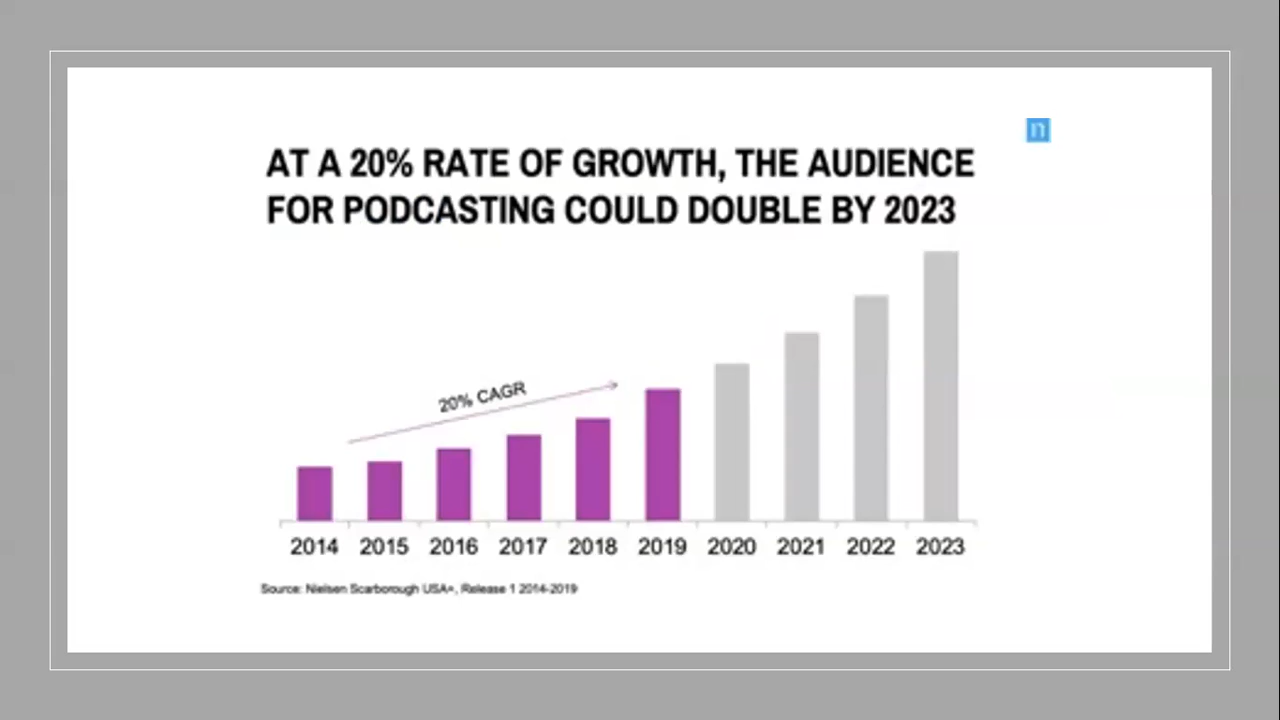 n
AT A 20% RATE OF GROWTH, THE AUDIENCE
FOR PODCASTING COULD DOUBLE BY 2023
20% CAGR
2014 2015 2016 2017 2018 2019 2020 2021 2022 2023
Source: Nielsen Scarborough USA+, Release 1 2014-2019